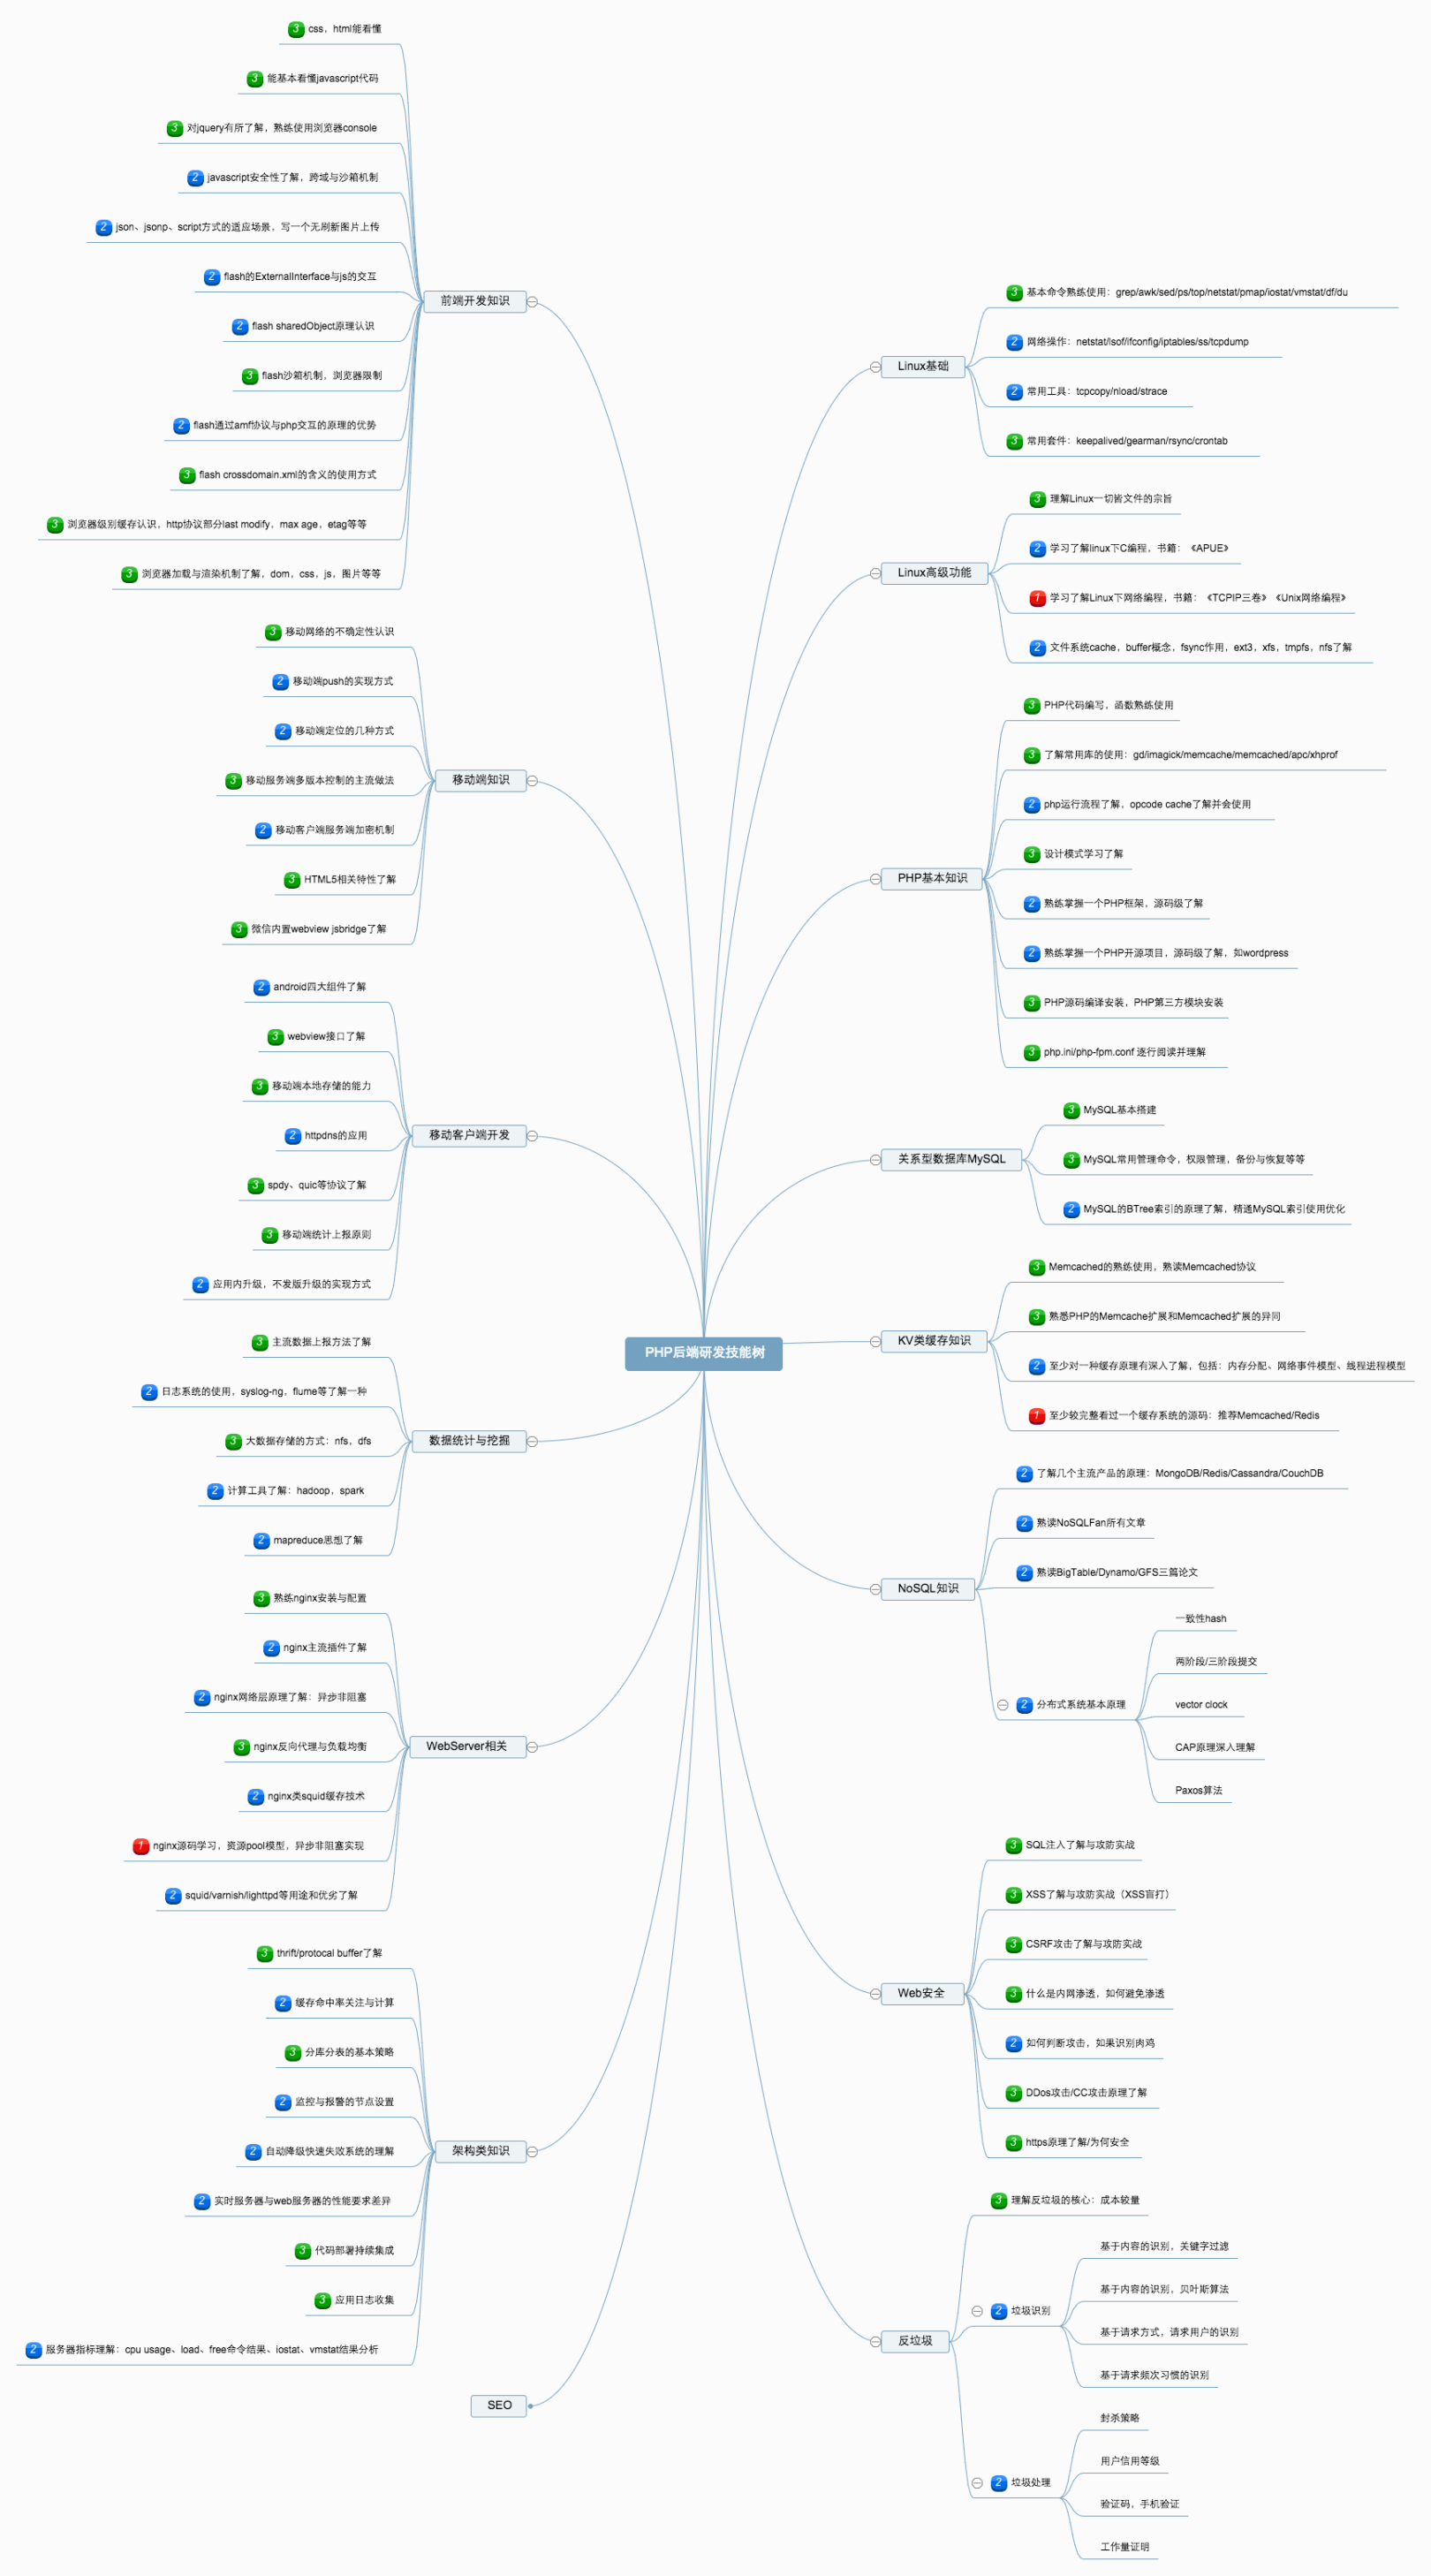 PHP后端研发技能树
Linux基础
3 基本命令熟练使用：grep/awk/sed/ps/top/netstat/pmap/iostat/vmstat/df/du
2 网络操作：netstat/lsof/ifconfig/iptables/ss/tcpdump
2 常用工具：tcpcopy/nload/strace
3 常用套件：keepalived/gearman/rsync/crontab
Linux高级功能
3 理解Linux一切皆文件的宗旨
2 学习了解linux下C编程，书籍：《APUE》
1 学习了解Linux下网络编程，书籍：《TCPIP三卷》《Unix网络编程》
2 文件系统cache，buffer概念，fsync作用，ext3，xfs，tmpfs，nfs了解
PHP基本知识
3 PHP代码编写，函数熟练使用
3 了解常用库的使用：gd/imagick/memcache/memcached/apc/xhprof
2 php运行流程了解，opcode cache了解并会使用
3 设计模式学习了解
2 熟练掌握一个PHP框架，源码级了解
2 熟练掌握一个PHP开源项目，源码级了解，如wordpress
3 PHP源码编译安装，PHP第三方模块安装
3 php.ini/php-fpm.conf 逐行阅读并理解
关系型数据库MySQL
3 MySQL基本搭建
3 MySQL常用管理命令，权限管理，备份与恢复等等
2 MySQL的BTree索引的原理了解，精通MySQL索引使用优化
KV类缓存知识
3 Memcached的熟练使用，熟读Memcached协议
3 熟悉PHP的Memcache扩展和Memcached扩展的异同
2 至少对一种缓存原理有深入了解，包括：内存分配、网络事件模型、线程进程模型
1 至少较完整看过一个缓存系统的源码：推荐Memcached/Redis
NoSQL知识
2 了解几个主流产品的原理：MongoDB/Redis/Cassandra/CouchDB
2 熟读NoSQLFan所有文章
2 熟读BigTable/Dynamo/GFS三篇论文
2 分布式系统基本原理
一致性hash
两阶段/三阶段提交
vector clock
CAP原理深入理解
Paxos算法
Web安全
3 SQL注入了解与攻防实战
3 XSS了解与攻防实战（XSS盲打）
3 CSRF攻击了解与攻防实战
3 什么是内网渗透，如何避免渗透
2 如何判断攻击，如果识别肉鸡
3 DDos攻击/CC攻击原理了解
3 https原理了解/为何安全
反垃圾
3 理解反垃圾的核心：成本较量
2 垃圾识别
基于内容的识别，关键字过滤
基于内容的识别，贝叶斯算法
基于请求方式，请求用户的识别
基于请求频次习惯的识别
2 垃圾处理
封杀策略
用户信用等级
验证码，手机验证
工作量证明
前端开发知识
3 css，html能看懂
3 能基本看懂javascript代码
3 对jquery有所了解，熟练使用浏览器console
2 javascript安全性了解，跨域与沙箱机制
2 json、jsonp、script方式的适应场景，写一个无刷新图片上传
2 flash的ExternalInterface与js的交互
2 flash sharedObject原理认识
3 flash沙箱机制，浏览器限制
2 flash通过amf协议与php交互的原理的优势
3 flash crossdomain.xml的含义的使用方式
3 浏览器级别缓存认识，http协议部分last modify，max age，etag等等
3 浏览器加载与渲染机制了解，dom，css，js，图片等等
移动端知识
3 移动网络的不确定性认识
2 移动端push的实现方式
2 移动端定位的几种方式
3 移动服务端多版本控制的主流做法
2 移动客户端服务端加密机制
3 HTML5相关特性了解
3 微信内置webview jsbridge了解
移动客户端开发
2 android四大组件了解
3 webview接口了解
3 移动端本地存储的能力
2 httpdns的应用
3 spdy、quic等协议了解
3 移动端统计上报原则
2 应用内升级，不发版升级的实现方式
数据统计与挖掘
3 主流数据上报方法了解
2 日志系统的使用，syslog-ng，flume等了解一种
3 大数据存储的方式：nfs，dfs
2 计算工具了解：hadoop，spark
2 mapreduce思想了解
WebServer相关
3 熟练nginx安装与配置
2 nginx主流插件了解
2 nginx网络层原理了解：异步非阻塞
3 nginx反向代理与负载均衡
2 nginx类squid缓存技术
1 nginx源码学习，资源pool模型，异步非阻塞实现
2 squid/varnish/lighttpd等用途和优劣了解
架构类知识
3 thrift/protocal buffer了解
2 缓存命中率关注与计算
3 分库分表的基本策略
2 监控与报警的节点设置
2 自动降级快速失败系统的理解
2 实时服务器与web服务器的性能要求差异
3 代码部署持续集成
3 应用日志收集
2 服务器指标理解：cpu usage、load、free命令结果、iostat、vmstat结果分析
SEO